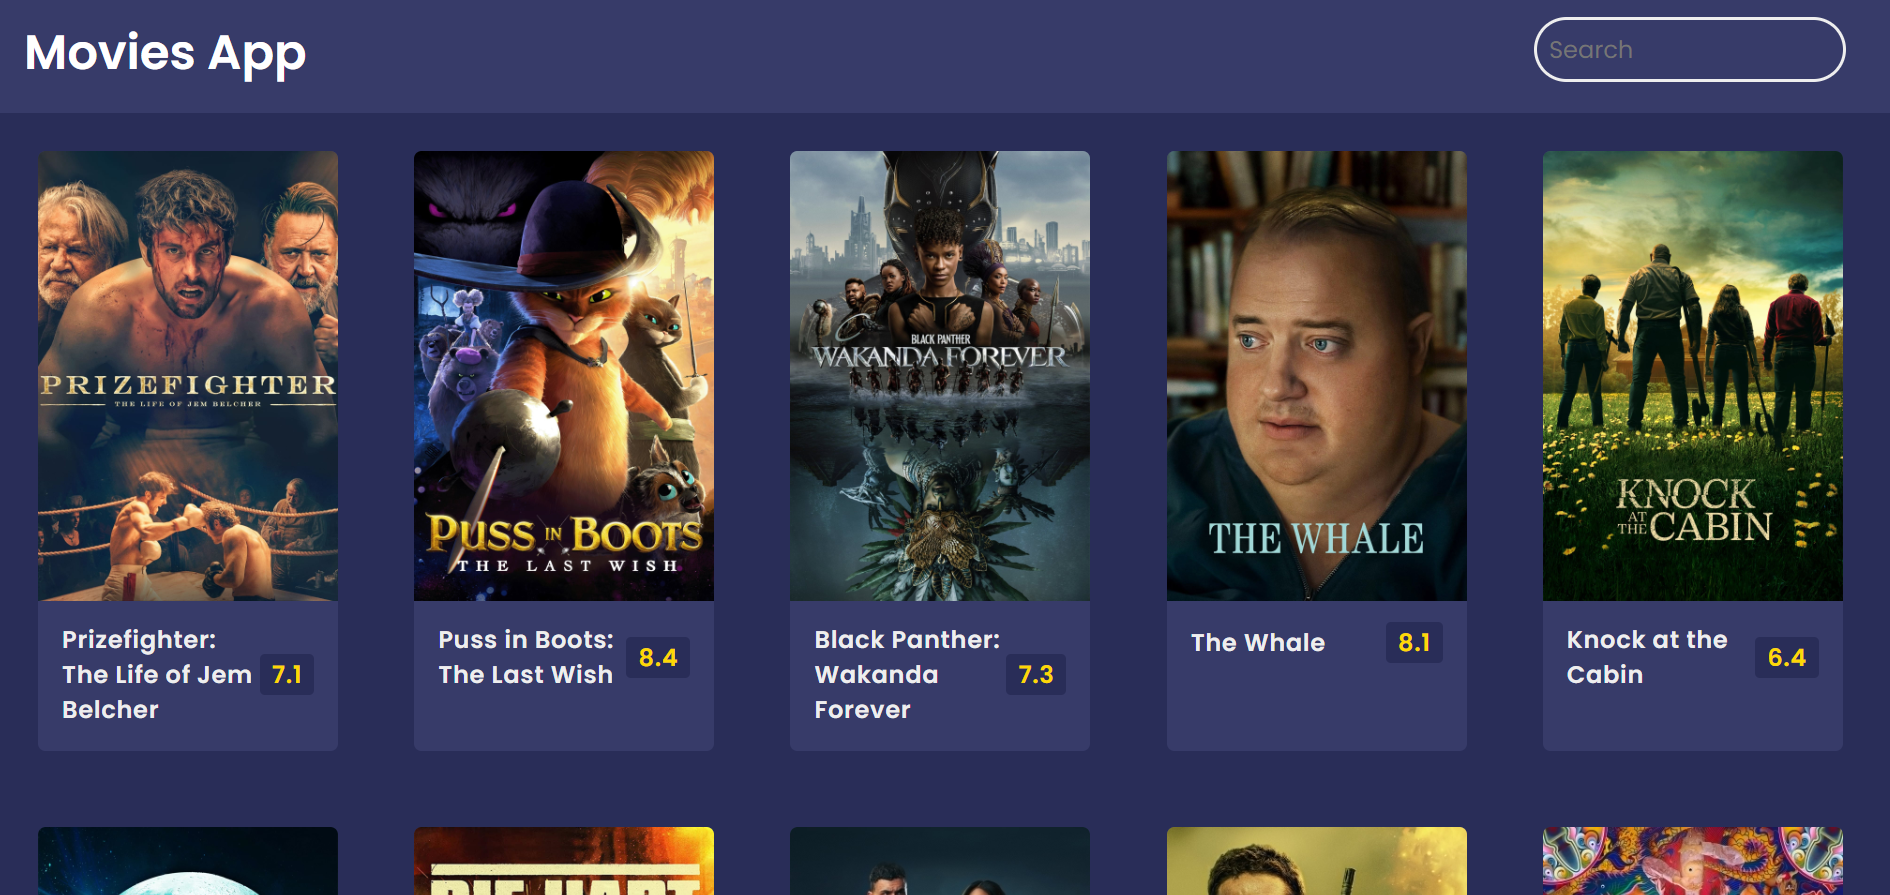 Movies App
Search
PRIZEFIGHTER
THE LIFE OF JEM BELCHER
PUSS IN BOOTS
THE LAST WISH
BLACK PANTHER
WAKANDA FOREVER
THE WHALE
KNOCK
AT THE CABIN
Prizefighter:
The Life of Jem
Belcher
7.1
Puss in Boots:
The Last Wish
8.4
Black Panther:
Wakanda
Forever
7.3
The Whale
8.1
Knock at the
Cabin
6.4